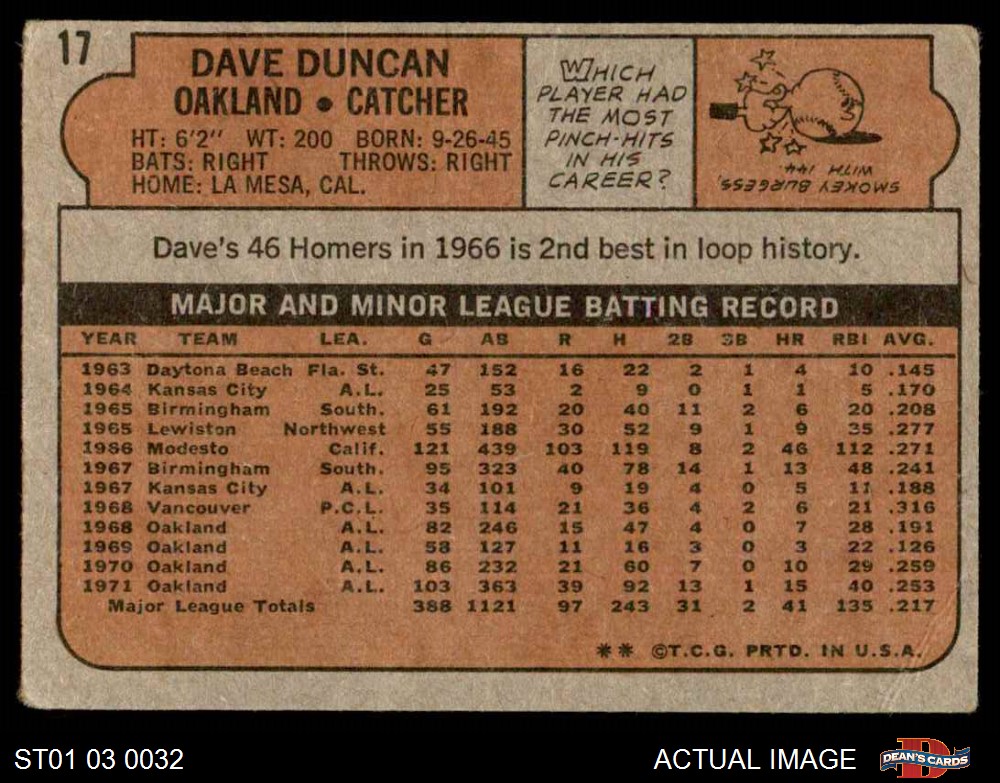 17
DAVE DUNCAN
OAKLAND • CATCHER
HT: 6'2" WT: 200 BORN: 9-26-45
BATS: RIGHT THROWS: RIGHT
HOME: LA MESA, CAL.
WHICH
PLAYER HAD
THE MOST
PINCH-HITS
IN HIS
CAREER?
SMOKEY BURGESS,
WITH 144.
Dave's 46 Homers in 1966 is 2nd best in loop history.
MAJOR AND MINOR LEAGUE BATTING RECORD
YEAR TEAM LEA. G AB R H 2B 3B HR RBI AVG.
1963 Daytona Beach Fla. St. 47 152 16 22 2 1 4 10 .145
1964 Kansas City A.L. 25 53 2 9 0 1 1 5 .170
1965 Birmingham South. 61 192 20 40 11 2 6 20 .208
1965 Lewiston Northwest 55 188 30 52 9 1 9 35 .277
1986 Modesto Calif. 121 439 103 119 8 2 46 112 .271
1967 Birmingham South. 95 323 40 78 14 1 13 48 .241
1967 Kansas City A.L. 34 101 9 19 4 0 5 11 .188
1968 Vancouver P.C.L. 35 114 21 36 4 2 6 21 .316
1968 Oakland A.L. 82 246 15 47 4 0 7 28 .191
1969 Oakland A.L. 58 127 11 16 3 0 3 22 .126
1970 Oakland A.L. 86 232 21 60 7 0 10 29 .259
1971 Oakland A.L. 103 363 39 92 13 1 15 40 .253
Major League Totals 388 1121 97 243 31 2 41 135 .217
** ©T.C.G. PRTD. IN U.S.A.
ST01 03 0032
ACTUAL IMAGE
D
DEAN'S CARDS